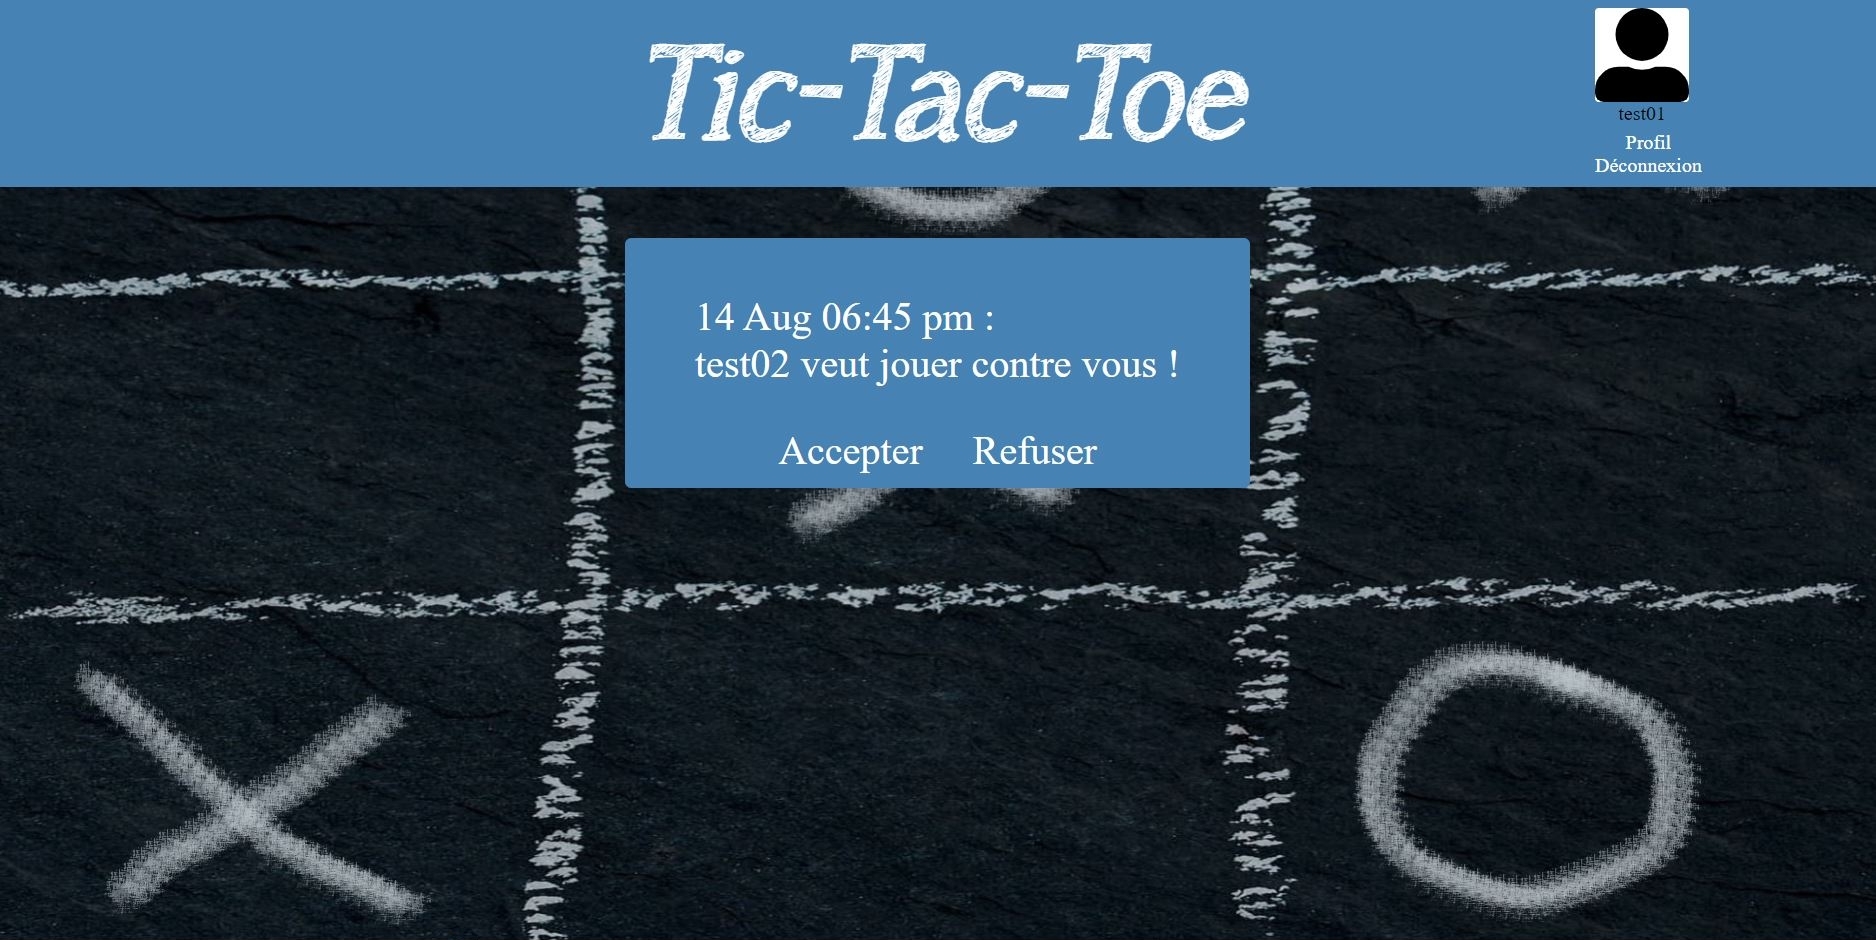 Tic-Tac-Toe
test01
Profil
Déconnexion
14 Aug 06:45 pm :
test02 veut jouer contre vous !
Accepter Refuser